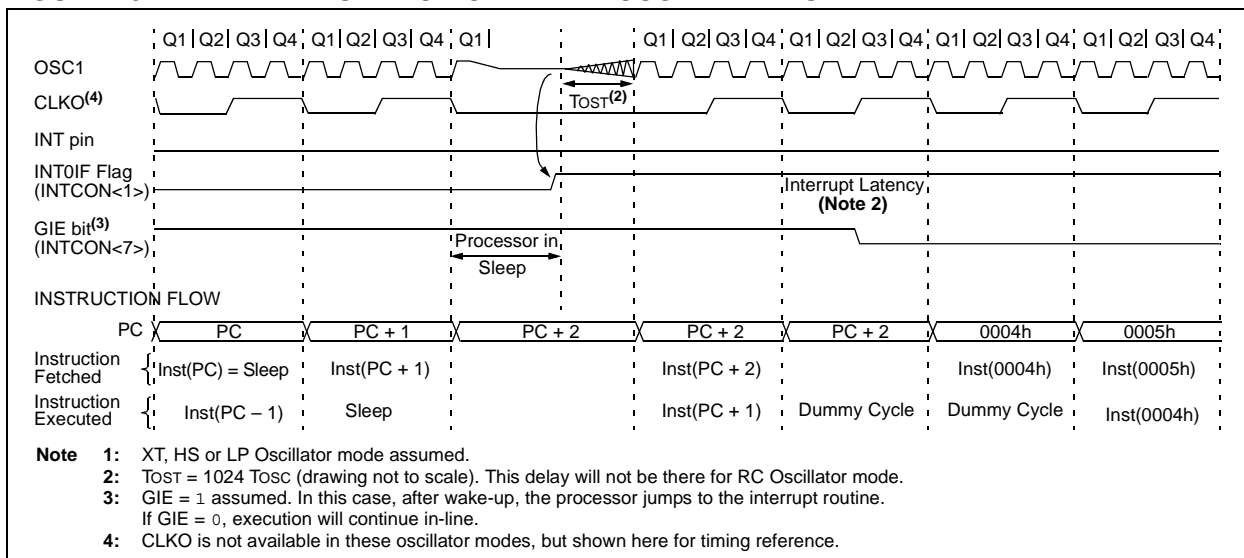 Q1 Q2 Q3 Q4 Q1 Q2 Q3 Q4 Q1 Q1 Q2 Q3 Q4 Q1 Q2 Q3 Q4 Q1 Q2 Q3 Q4 Q1 Q2 Q3 Q4
OSC1
CLKO(4) TOST(2)
INT pin
INT0IF Flag
(INTCON<1>) Interrupt Latency
(Note 2)
GIE bit(3)
(INTCON<7>) Processor in
Sleep
INSTRUCTION FLOW
PC PC PC + 1 PC + 2 PC + 2 PC + 2 0004h 0005h
Instruction
Fetched { Inst(PC) = Sleep Inst(PC + 1) Inst(PC + 2) Inst(0004h) Inst(0005h)
Instruction
Executed { Inst(PC – 1) Sleep Inst(PC + 1) Dummy Cycle Dummy Cycle Inst(0004h)
Note 1: XT, HS or LP Oscillator mode assumed.
2: TOST = 1024 TOSC (drawing not to scale). This delay will not be there for RC Oscillator mode.
3: GIE = 1 assumed. In this case, after wake-up, the processor jumps to the interrupt routine.
If GIE = 0, execution will continue in-line.
4: CLKO is not available in these oscillator modes, but shown here for timing reference.